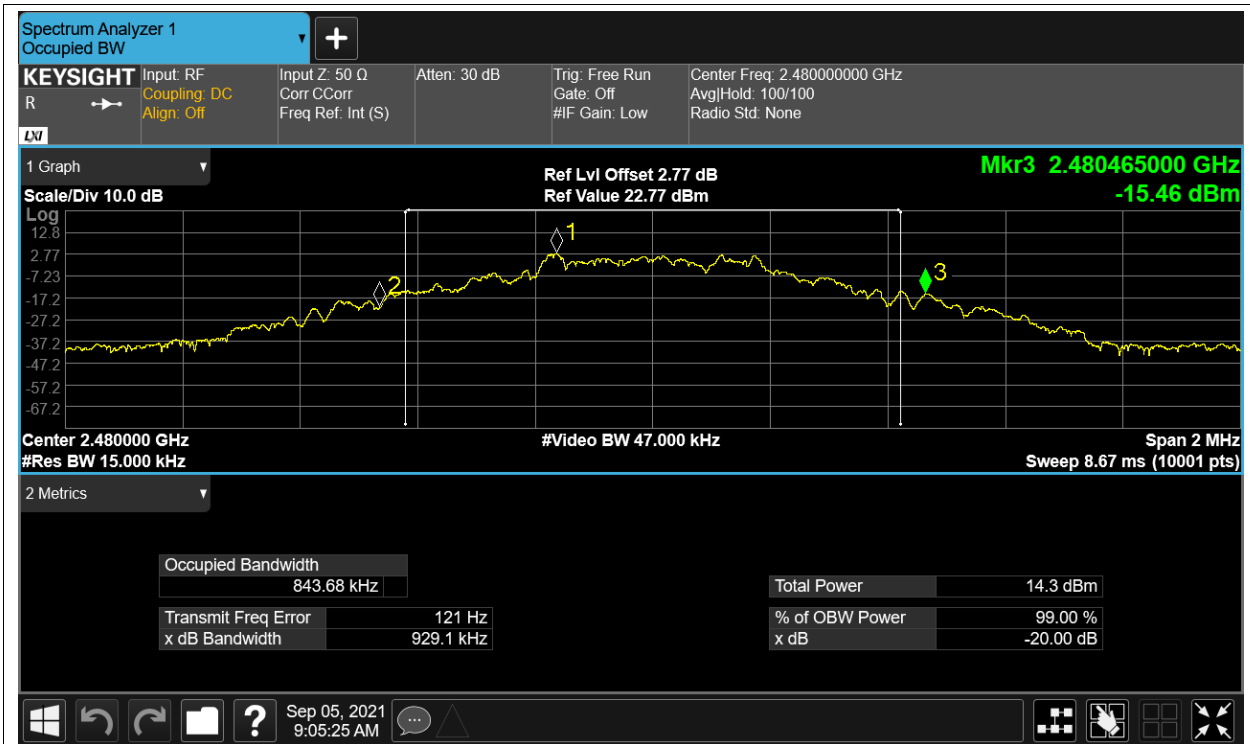 Spectrum Analyzer 1
Occupied BW
KEYSIGHT
R
LXI
Input: RF
Coupling: DC
Align: Off
Input Z: 50 Ω
Corr CCorr
Freq Ref: Int (S)
Atten: 30 dB
Trig: Free Run
Gate: Off
#IF Gain: Low
Center Freq: 2.480000000 GHz
Avg|Hold: 100/100
Radio Std: None
1 Graph
Scale/Div 10.0 dB
Ref Lvl Offset 2.77 dB
Ref Value 22.77 dBm
Mkr3 2.480465000 GHz
-15.46 dBm
Log
12.8
2.77
-7.23
-17.2
-27.2
-37.2
-47.2
-57.2
-67.2
1
2
3
Center 2.480000 GHz
#Video BW 47.000 kHz
Span 2 MHz
#Res BW 15.000 kHz
Sweep 8.67 ms (10001 pts)
2 Metrics
Occupied Bandwidth
843.68 kHz
Total Power 14.3 dBm
Transmit Freq Error 121 Hz
% of OBW Power 99.00 %
x dB Bandwidth 929.1 kHz
x dB -20.00 dB
?
Sep 05, 2021
9:05:25 AM